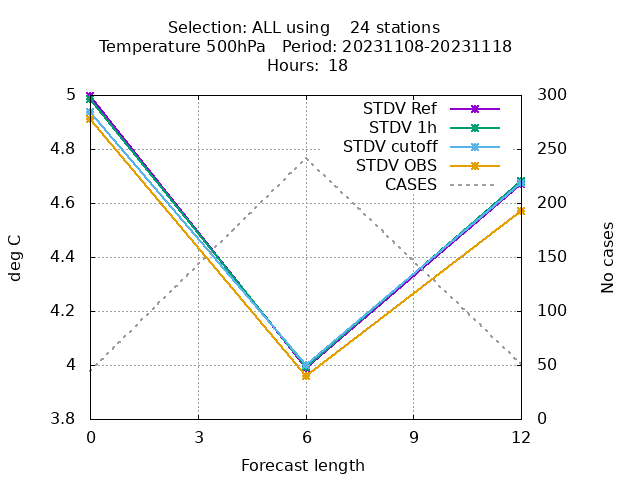 Selection: ALL using    24 stations
Temperature 500hPa   Period: 20231108-20231118
Hours:  18
STDV Ref
STDV 1h
STDV cutoff
STDV OBS
CASES
5
4.8
4.6
4.4
4.2
4
3.8
300
250
200
150
100
50
0
deg C
No cases
0 3 6 9 12
Forecast length